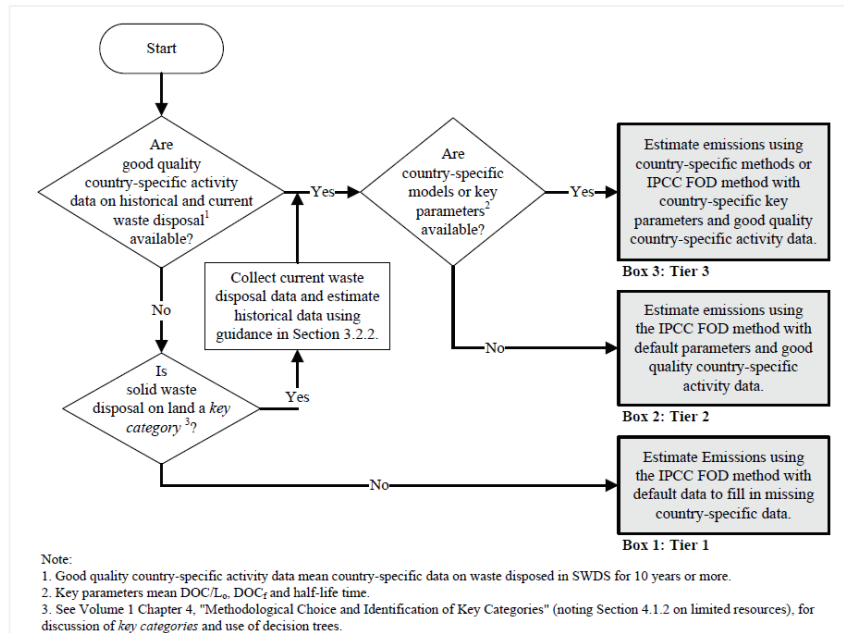 Start
Are
good quality
country-specific activity
data on historical and current
waste disposal1
available?
Yes
Are
country-specific
models or key
parameters2
available?
Yes
Estimate emissions using
country-specific methods or
IPCC FOD method with
country-specific key
parameters and good quality
country-specific activity data.
Box 3: Tier 3
No
Collect current waste
disposal data and estimate
historical data using
guidance in Section 3.2.2.
No
Estimate emissions using
the IPCC FOD method with
default parameters and good
quality country-specific
activity data.
Box 2: Tier 2
Is
solid waste
disposal on land a key
category 3?
Yes
No
Estimate Emissions using
the IPCC FOD method with
default data to fill in missing
country-specific data.
Box 1: Tier 1
Note:
1. Good quality country-specific activity data mean country-specific data on waste disposed in SWDS for 10 years or more.
2. Key parameters mean DOC/Lo, DOCf and half-life time.
3. See Volume 1 Chapter 4, "Methodological Choice and Identification of Key Categories" (noting Section 4.1.2 on limited resources), for
discussion of key categories and use of decision trees.